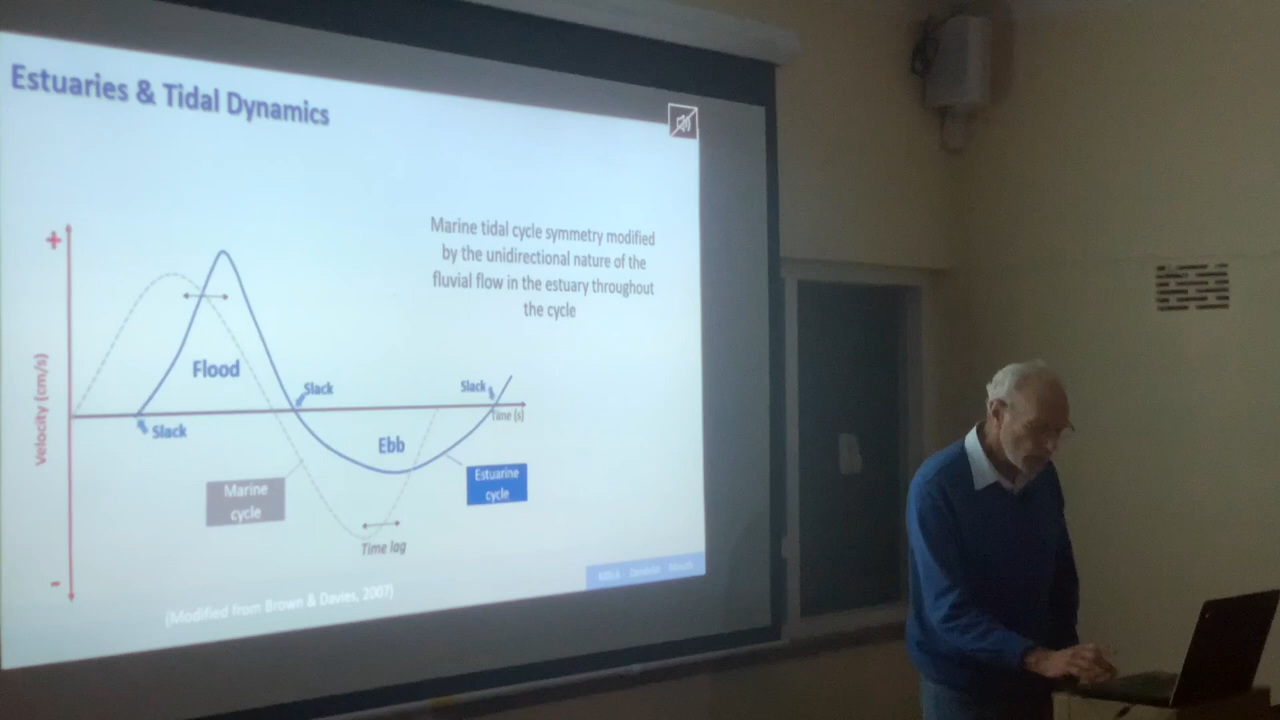 Estuaries & Tidal Dynamics
Marine tidal cycle symmetry modified
by the unidirectional nature of the
fluvial flow in the estuary throughout
the cycle
+
Velocity (cm/s)
-
Flood
Slack
Slack
Slack
Time (s)
Ebb
Marine
cycle
Estuarine
cycle
Time lag
(Modified from Brown & Davies, 2007)